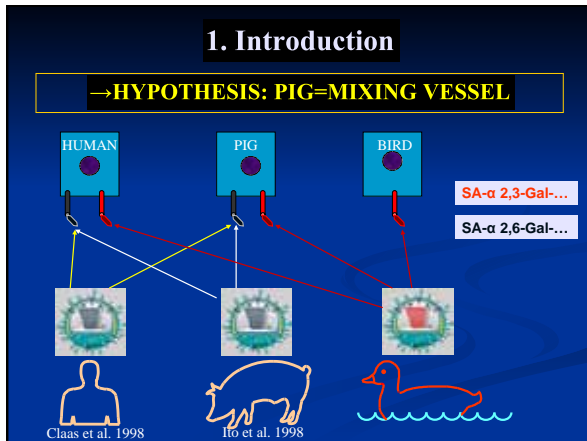 1. Introduction
→HYPOTHESIS: PIG=MIXING VESSEL
HUMAN
PIG
BIRD
SA-α 2,3-Gal-…
SA-α 2,6-Gal-…
Claas et al. 1998
Ito et al. 1998